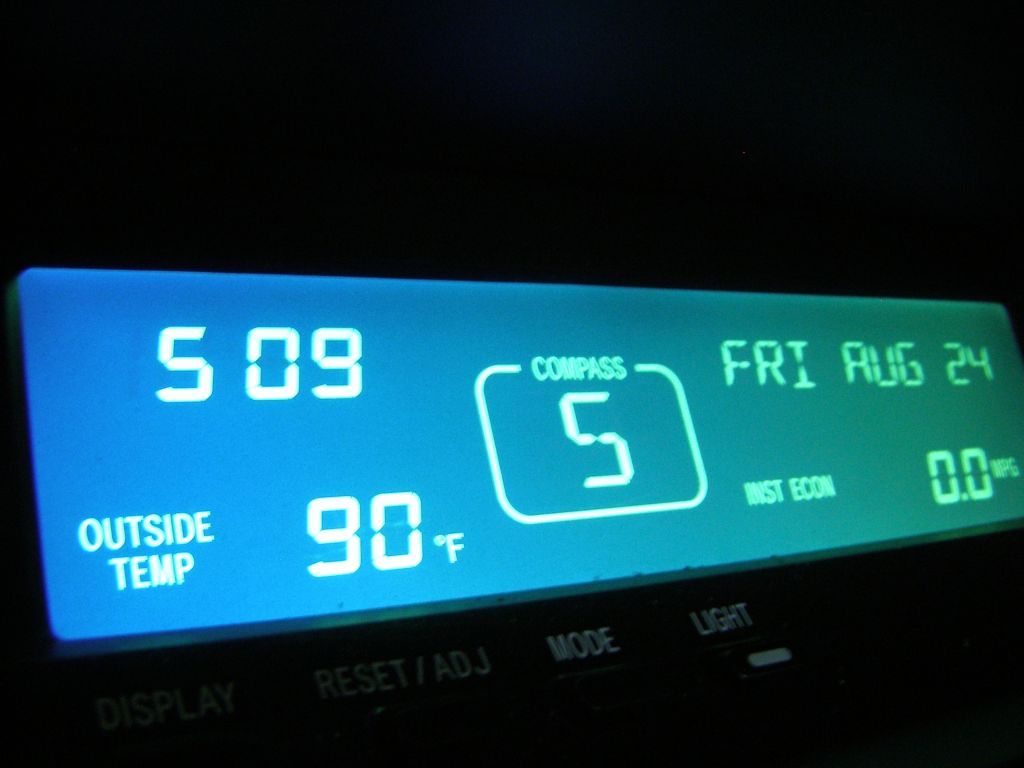 5 09
COMPASS
S
FRI AUG 24
OUTSIDE
TEMP
90 °F
INST ECON
0.0 MPG
DISPLAY
RESET/ADJ
MODE
LIGHT